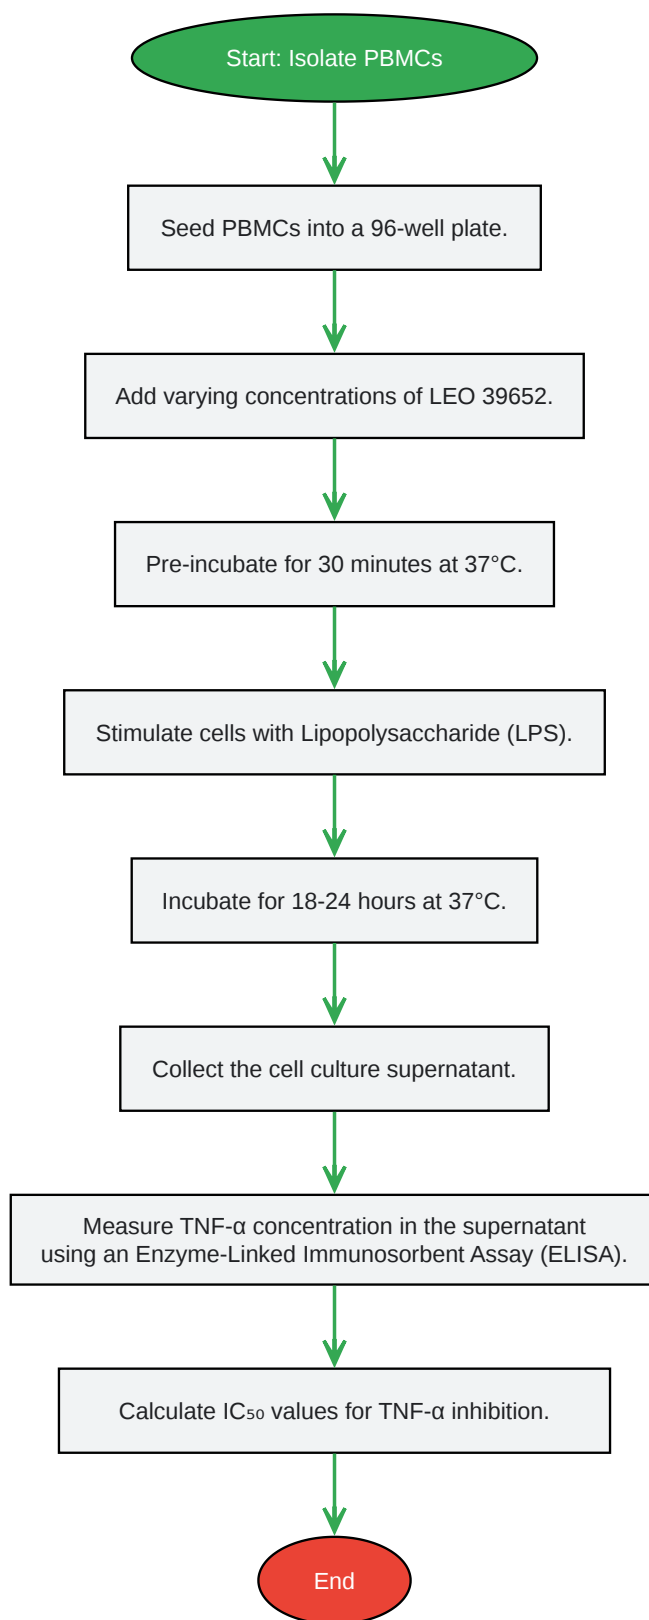 Start: Isolate PBMCs
Seed PBMCs into a 96-well plate.
Add varying concentrations of LEO 39652.
Pre-incubate for 30 minutes at 37°C.
Stimulate cells with Lipopolysaccharide (LPS).
Incubate for 18-24 hours at 37°C.
Collect the cell culture supernatant.
Measure TNF-α concentration in the supernatant
using an Enzyme-Linked Immunosorbent Assay (ELISA).
Calculate IC₅₀ values for TNF-α inhibition.
End